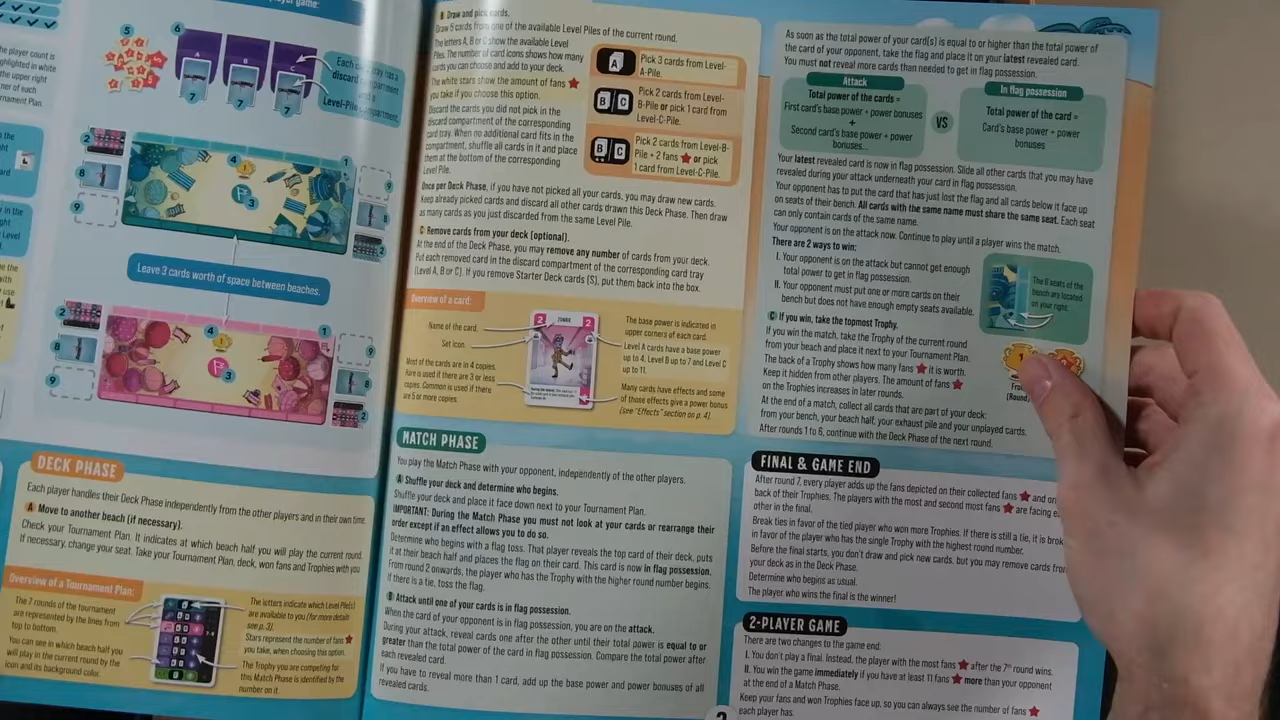 player game:
the player count is
ghlighted in white
the upper right
ner of each
rnament Plan.
5
6
A
B
C
7
7
7
Each card tray has a
discard compartment
and a
Level-Pile compartment.
2
8
9
4
3
1
9
8
2
Leave 3 cards worth of space between beaches.
2
8
9
4
3
1
9
8
2
DECK PHASE
Each player handles their Deck Phase independently from the other players and in their own time.
A Move to another beach (if necessary).
Check your Tournament Plan. It indicates at which beach half you will play the current round.
If necessary, change your seat. Take your Tournament Plan, deck, won fans and Trophies with you
Overview of a Tournament Plan:
The 7 rounds of the tournament
are represented by the lines from
top to bottom.
You can see in which beach half you
will play in the current round by the
icon and its background color.
The letters indicate which Level Pile(s)
are available to you (for more details
see p. 3).
Stars represent the number of fans
you take, when choosing this option.
The Trophy you are competing for
this Match Phase is identified by the
number on it.
B Draw and pick cards.
Draw 5 cards from one of the available Level Piles of the current round.
The letters A, B or C show the available Level
Piles. The number of card icons shows how many
cards you can choose and add to your deck.
The white stars show the amount of fans
you take if you choose this option.
Discard the cards you did not pick in the
discard compartment of the corresponding
card tray. When no additional card fits in the
compartment, shuffle all cards in it and place
them at the bottom of the corresponding
Level Pile.
A
Pick 3 cards from Level-
A-Pile.
B C
Pick 2 cards from Level-
B-Pile or pick 1 card
from Level-C-Pile.
B C
Pick 2 cards from Level-B-
Pile + 2 fans or pick
1 card from Level-C-Pile.
Once per Deck Phase, if you have not picked all your cards, you may draw new cards.
Keep already picked cards and discard all other cards drawn this Deck Phase. Then draw
as many cards as you just discarded from the same Level Pile.
C Remove cards from your deck (optional).
At the end of the Deck Phase, you may remove any number of cards from your deck.
Put each removed card in the discard compartment of the corresponding card tray
(Level A, B or C). If you remove Starter Deck cards (S), put them back into the box.
Overview of a card:
Name of the card.
Set icon.
Most of the cards are in 4 copies.
Rare is used if there are 3 or less
copies. Common is used if there
are 5 or more copies.
2
ZOMBIE
2
The base power is indicated in
upper corners of each card.
Level A cards have a base power
up to 4, Level B up to 7 and Level C
up to 11.
Many cards have effects and some
of those effects give a power bonus
(see "Effects" section on p. 4).
MATCH PHASE
You play the Match Phase with your opponent, independently of the other players.
A Shuffle your deck and determine who begins.
Shuffle your deck and place it face down next to your Tournament Plan.
IMPORTANT: During the Match Phase you must not look at your cards or rearrange their
order except if an effect allows you to do so.
Determine who begins with a flag toss. That player reveals the top card of their deck, puts
it at their beach half and places the flag on their card. This card is now in flag possession.
From round 2 onwards, the player who has the Trophy with the higher round number begins.
If there is a tie, toss the flag.
B Attack until one of your cards is in flag possession.
When the card of your opponent is in flag possession, you are on the attack.
During your attack, reveal cards one after the other until their total power is equal to or
greater than the total power of the card in flag possession. Compare the total power after
each revealed card.
If you have to reveal more than 1 card, add up the base power and power bonuses of all
revealed cards.
As soon as the total power of your card(s) is equal to or higher than the total power of
the card of your opponent, take the flag and place it on your latest revealed card.
You must not reveal more cards than needed to get in flag possession.
Attack
Total power of the cards =
First card's base power + power bonuses
+
Second card's base power + power
bonuses...
VS
In flag possession
Total power of the card =
Card's base power + power
bonuses
Your latest revealed card is now in flag possession. Slide all other cards that you may have
revealed during your attack underneath your card in flag possession.
Your opponent has to put the card that has just lost the flag and all cards below it face up
on seats of their bench. All cards with the same name must share the same seat. Each seat
can only contain cards of the same name.
Your opponent is on the attack now. Continue to play until a player wins the match.
There are 2 ways to win:
I. Your opponent is on the attack but cannot get enough
total power to get in flag possession.
II. Your opponent must put one or more cards on their
bench but does not have enough empty seats available.
The 6 seats of the
bench are located
on your right.
C If you win, take the topmost Trophy.
If you win the match, take the Trophy of the current round
from your beach and place it next to your Tournament Plan.
The back of a Trophy shows how many fans it is worth.
Keep it hidden from other players. The amount of fans
on the Trophies increases in later rounds.
At the end of a match, collect all cards that are part of your deck:
from your bench, your beach half, your exhaust pile and your unplayed cards.
After rounds 1 to 6, continue with the Deck Phase of the next round.
1
FINAL & GAME END
After round 7, every player adds up the fans depicted on their collected fans and on
back of their Trophies. The players with the most and second most fans are facing e
other in the final.
Break ties in favor of the tied player who won more Trophies. If there is still a tie, it is brok
in favor of the player who has the single Trophy with the highest round number.
Before the final starts, you don't draw and pick new cards, but you may remove cards from
your deck as in the Deck Phase.
Determine who begins as usual.
The player who wins the final is the winner!
2-PLAYER GAME
There are two changes to the game end:
I. You don't play a final. Instead, the player with the most fans after the 7th round wins.
II. You win the game immediately if you have at least 11 fans more than your opponent
at the end of a Match Phase.
Keep your fans and won Trophies face up, so you can always see the number of fans
each player has.